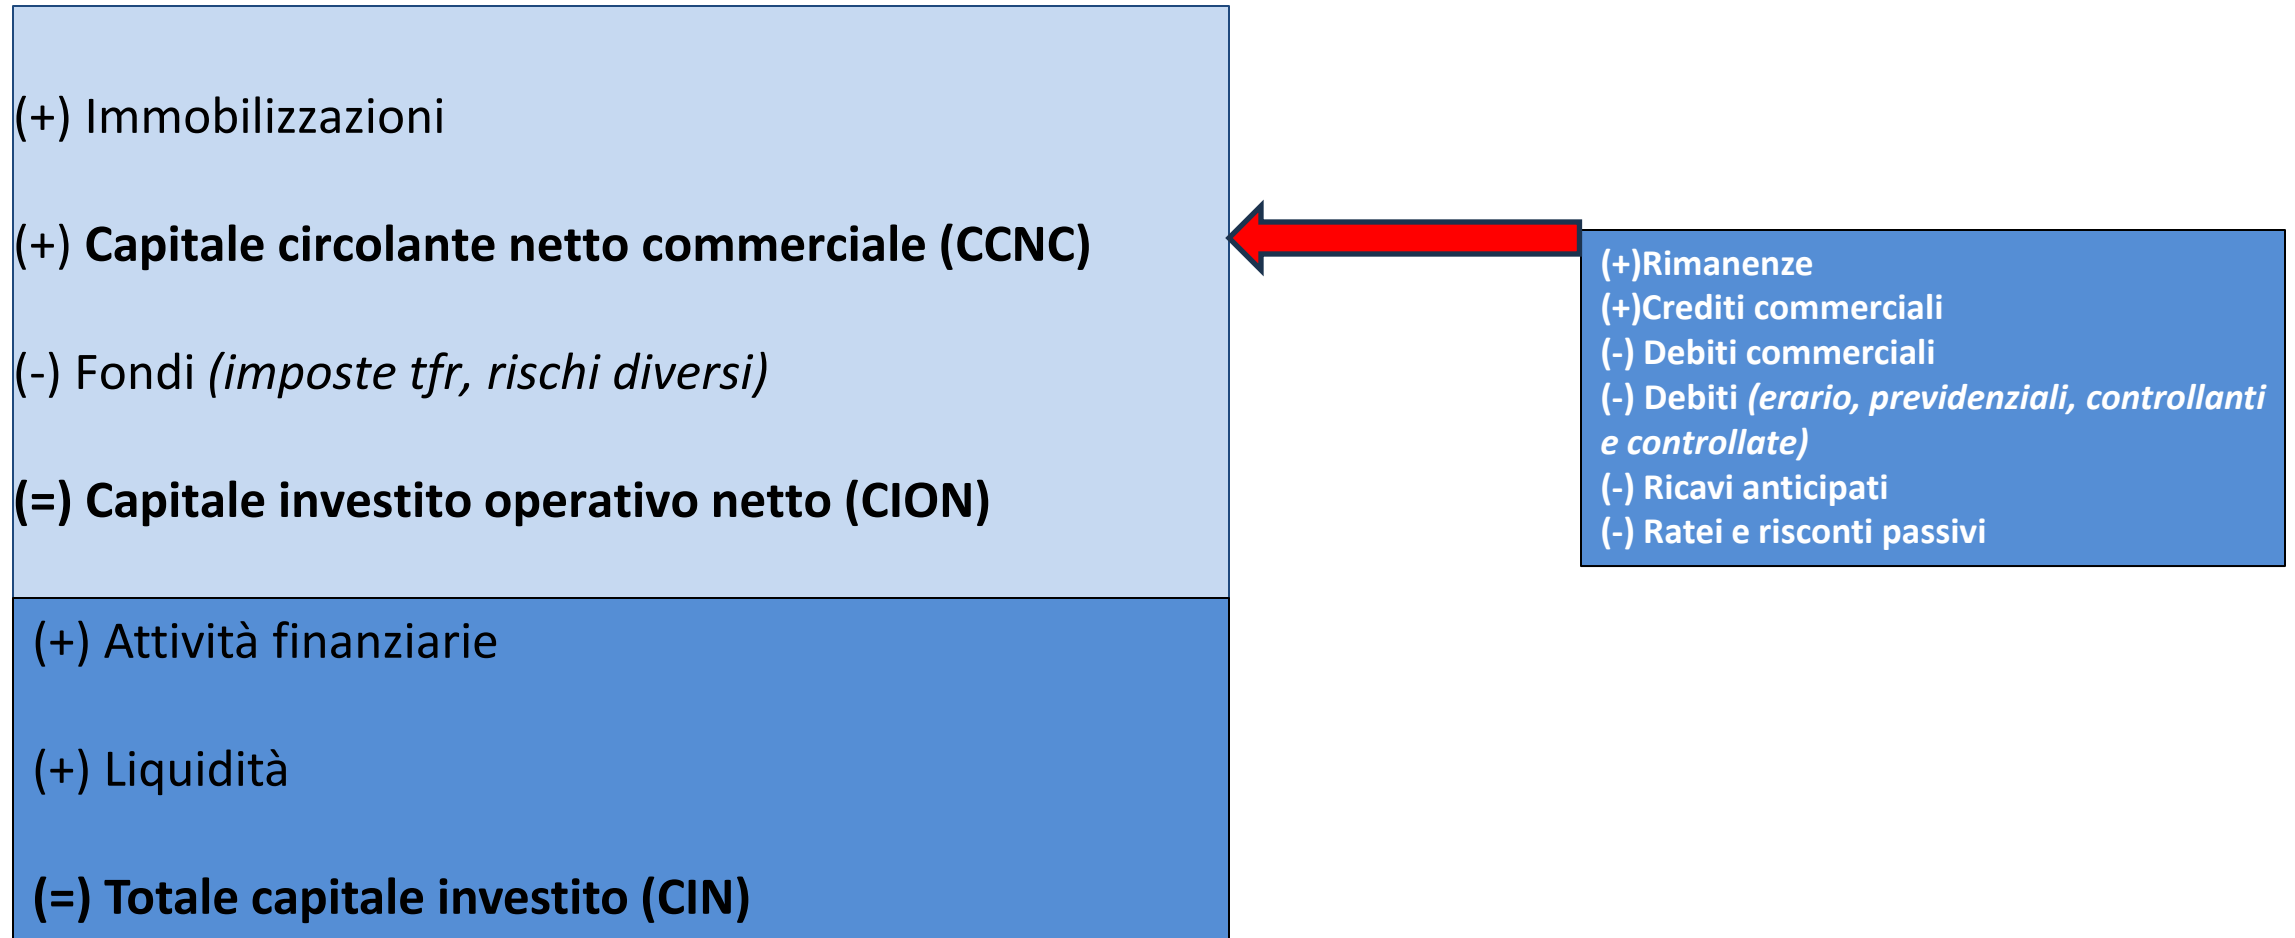 (+) Immobilizzazioni
(+) Capitale circolante netto commerciale (CCNC)
(-) Fondi (imposte tfr, rischi diversi)
(=) Capitale investito operativo netto (CION)
(+) Attività finanziarie
(+) Liquidità
(=) Totale capitale investito (CIN)
(+)Rimanenze
(+)Crediti commerciali
(-) Debiti commerciali
(-) Debiti (erario, previdenziali, controllanti
e controllate)
(-) Ricavi anticipati
(-) Ratei e risconti passivi